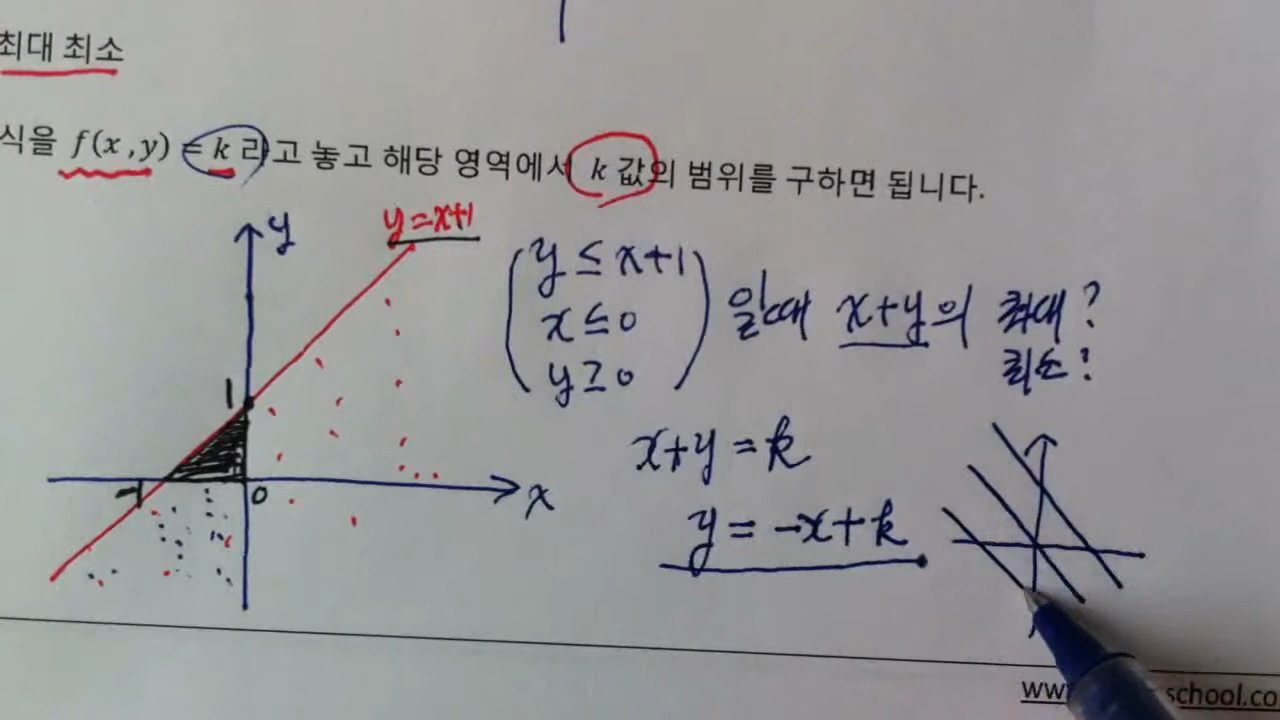 최대 최소
식을 f(x,y) = k 라고 놓고 해당 영역에서 k 값의 범위를 구하면 됩니다.
y
y=x+1
y ≤ x+1
x ≤ 0
y ≥ 0
일때 x+y의 최대?
최소?
1
-1
0
x
x+y=k
y=-x+k
school.co